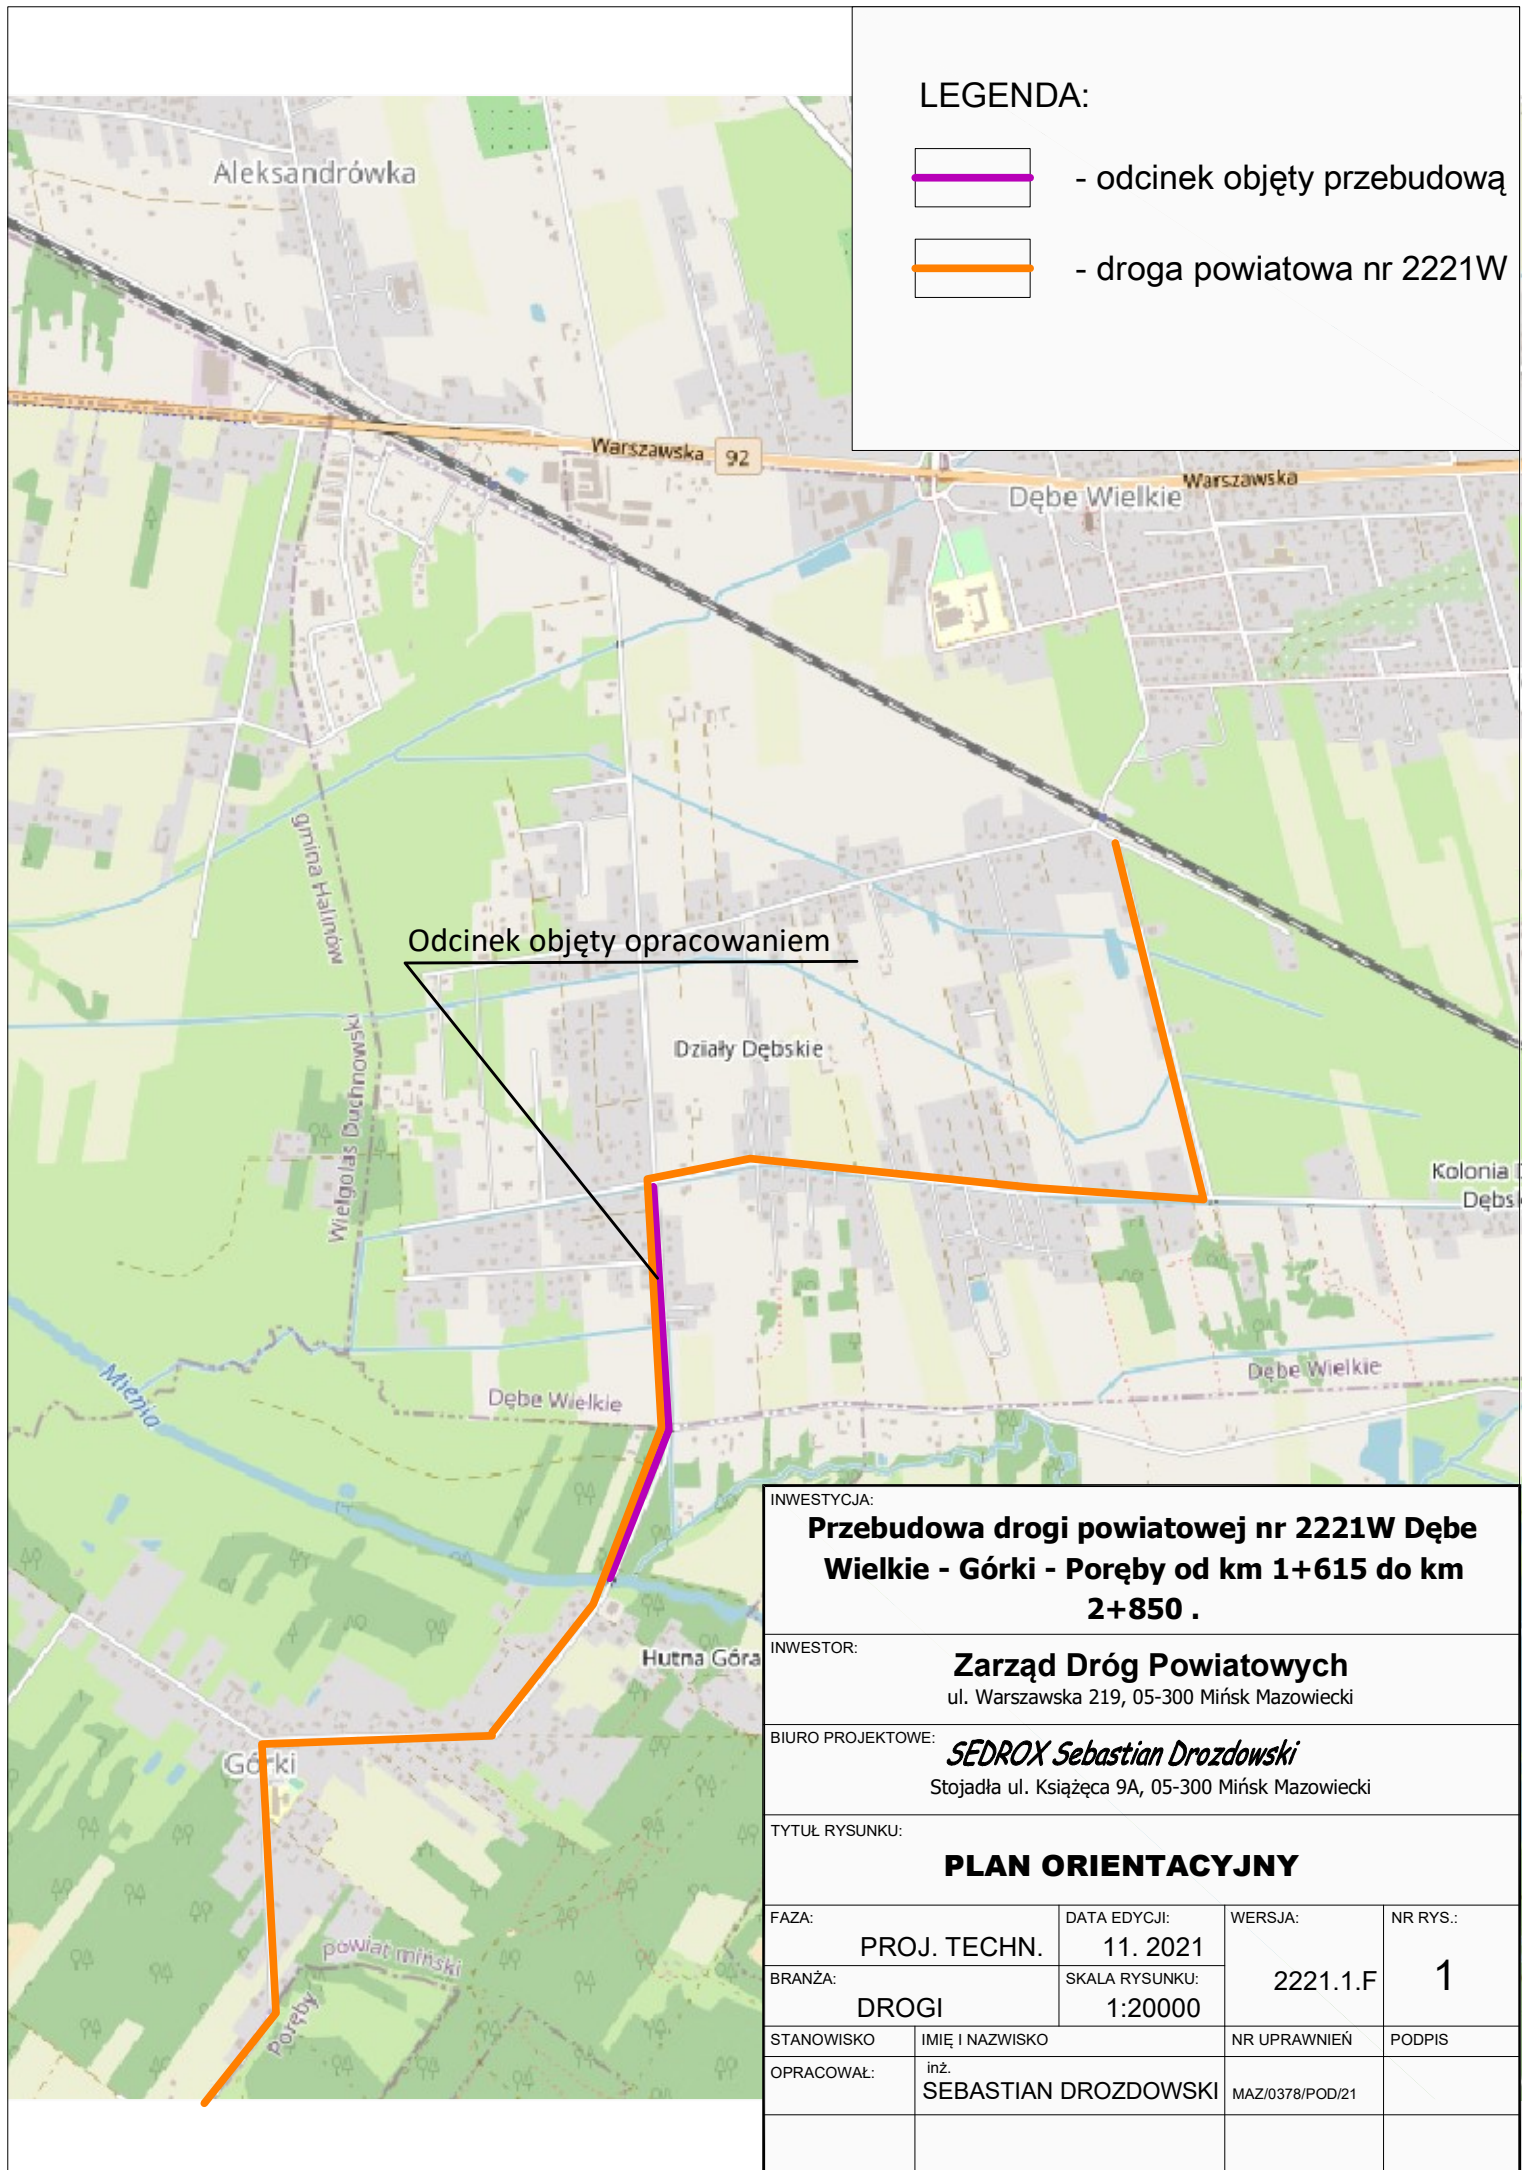 LEGENDA:
- odcinek objęty przebudową
- droga powiatowa nr 2221W
Aleksandrówka
Warszawska
92
Warszawska
Dębe Wielkie
gmina Halinów
Odcinek objęty opracowaniem
Wielgolas Duchnowski
Działy Dębskie
Kolonia
Mienia
Dębe Wielkie
Dębe Wielkie
Hutna Góra
Górki
powiat miński
Poręby
INWESTYCJA:
Przebudowa drogi powiatowej nr 2221W Dębe
Wielkie - Górki - Poręby od km 1+615 do km
2+850 .
INWESTOR:
Zarząd Dróg Powiatowych
ul. Warszawska 219, 05-300 Mińsk Mazowiecki
BIURO PROJEKTOWE:
SEDROX Sebastian Drozdowski
Stojadła ul. Książęca 9A, 05-300 Mińsk Mazowiecki
TYTUŁ RYSUNKU:
PLAN ORIENTACYJNY
FAZA:
PROJ. TECHN.
DATA EDYCJI:
11. 2021
WERSJA:
2221.1.F
NR RYS.:
1
BRANŻA:
DROGI
SKALA RYSUNKU:
1:20000
STANOWISKO
IMIĘ I NAZWISKO
NR UPRAWNIEŃ
PODPIS
OPRACOWAŁ:
inż.
SEBASTIAN DROZDOWSKI
MAZ/0378/POD/21